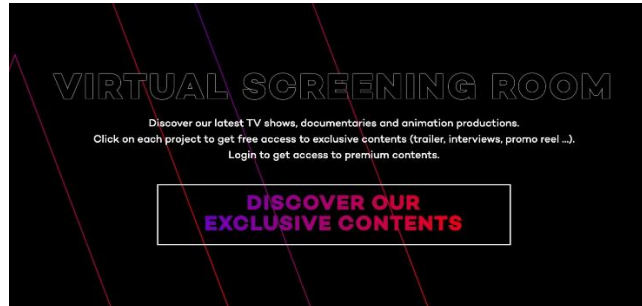 VIRTUAL SCREENING ROOM
Discover our latest TV shows, documentaries and animation productions.
Click on each project to get free access to exclusive contents (trailer, interviews, promo reel ...).
Login to get access to premium contents.
DISCOVER OUR
EXCLUSIVE CONTENTS